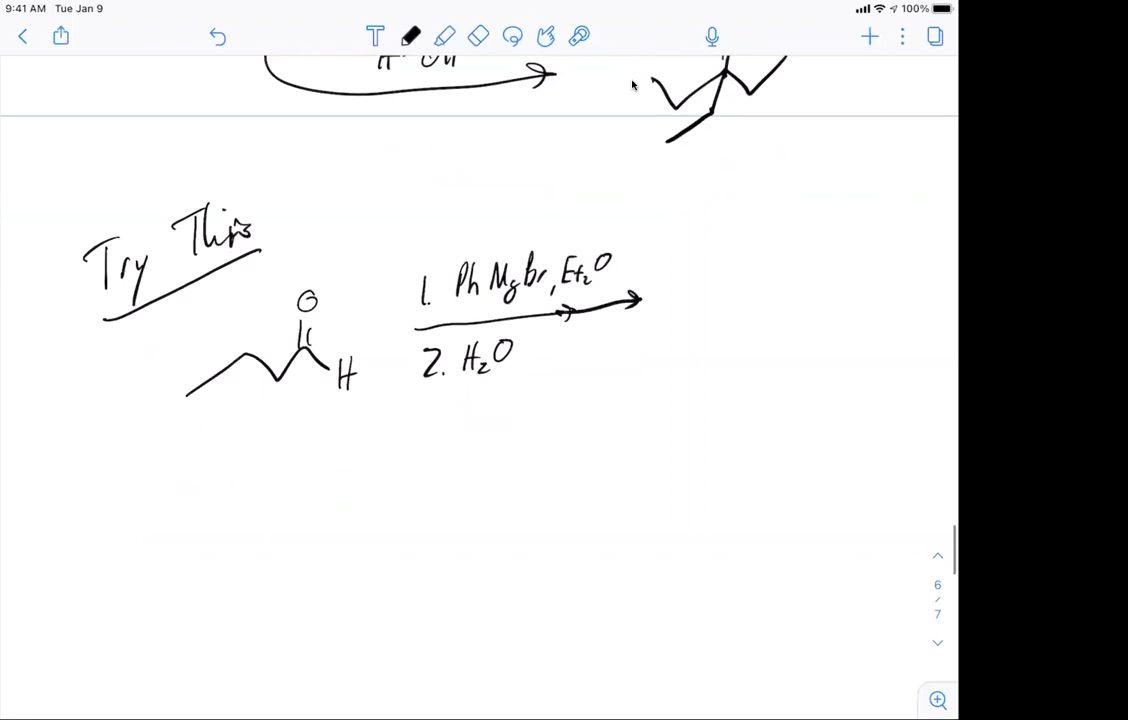 9:41 AM Tue Jan 9
100%
T
Try This
1. PhMgBr, Et₂O
O
H
2. H₂O
6
/
7